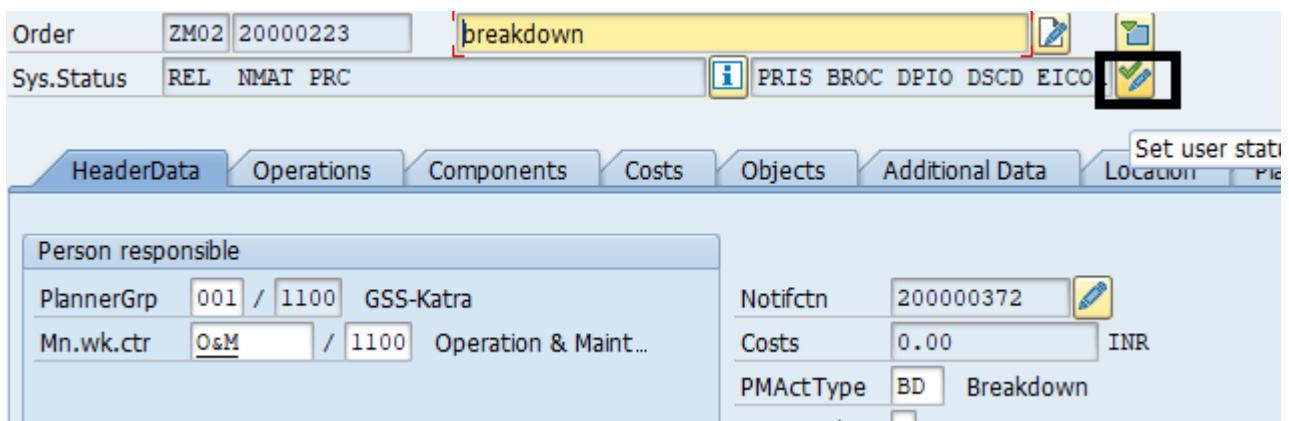 Order ZM02 20000223 breakdown
Sys.Status REL NMAT PRC PRIS BROC DPIO DSCD EICO
Set user statu
HeaderData Operations Components Costs Objects Additional Data Location Pla
Person responsible
PlannerGrp 001 / 1100 GSS-Katra Notifctn 200000372
Mn.wk.ctr O&M / 1100 Operation & Maint… Costs 0.00 INR
PMActType BD Breakdown